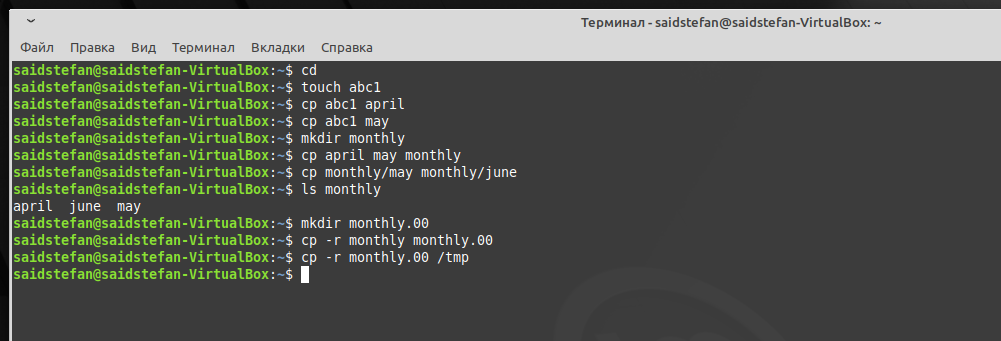 Терминал - saidstefan@saidstefan-VirtualBox: ~
Файл Правка Вид Терминал Вкладки Справка
saidstefan@saidstefan-VirtualBox:~$ cd
saidstefan@saidstefan-VirtualBox:~$ touch abc1
saidstefan@saidstefan-VirtualBox:~$ cp abc1 april
saidstefan@saidstefan-VirtualBox:~$ cp abc1 may
saidstefan@saidstefan-VirtualBox:~$ mkdir monthly
saidstefan@saidstefan-VirtualBox:~$ cp april may monthly
saidstefan@saidstefan-VirtualBox:~$ cp monthly/may monthly/june
saidstefan@saidstefan-VirtualBox:~$ ls monthly
april  june  may
saidstefan@saidstefan-VirtualBox:~$ mkdir monthly.00
saidstefan@saidstefan-VirtualBox:~$ cp -r monthly monthly.00
saidstefan@saidstefan-VirtualBox:~$ cp -r monthly.00 /tmp
saidstefan@saidstefan-VirtualBox:~$